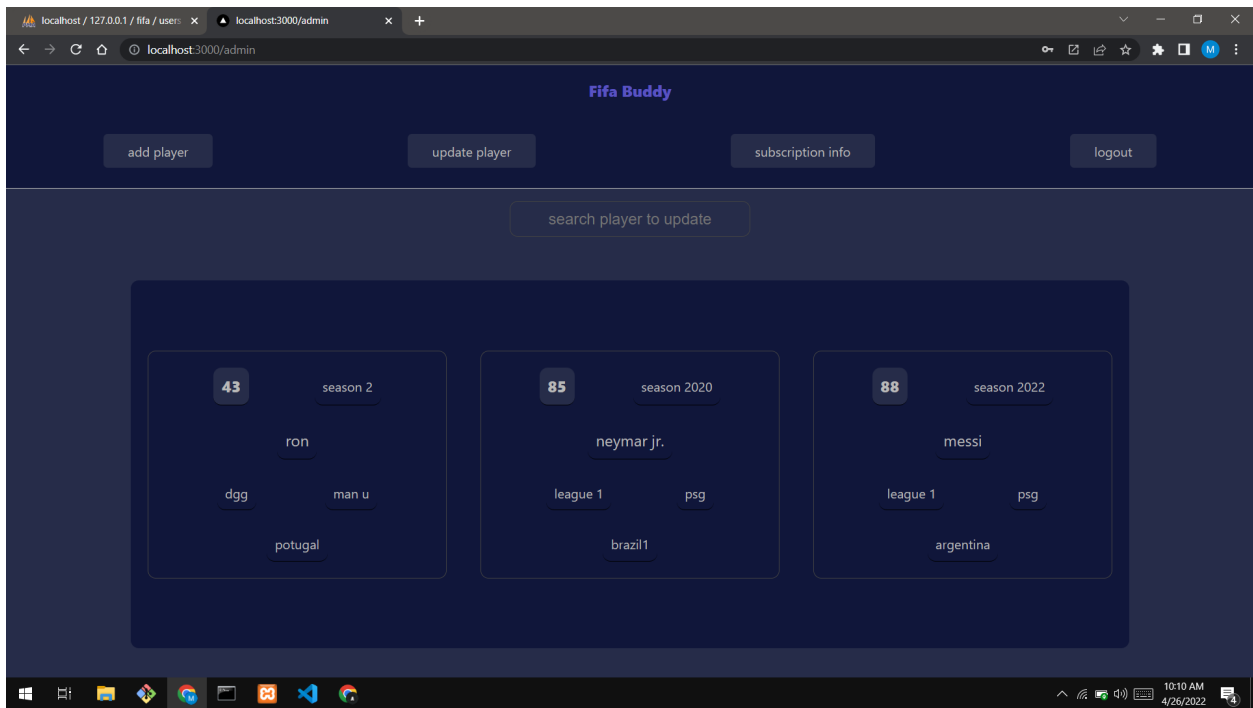 localhost / 127.0.0.1 / fifa / users
localhost:3000/admin
localhost:3000/admin
M
Fifa Buddy
add player update player subscription info logout
search player to update
43 season 2 85 season 2020 88 season 2022
ron neymar jr. messi
dgg man u league 1 psg league 1 psg
potugal brazil1 argentina
10:10 AM
4/26/2022
4